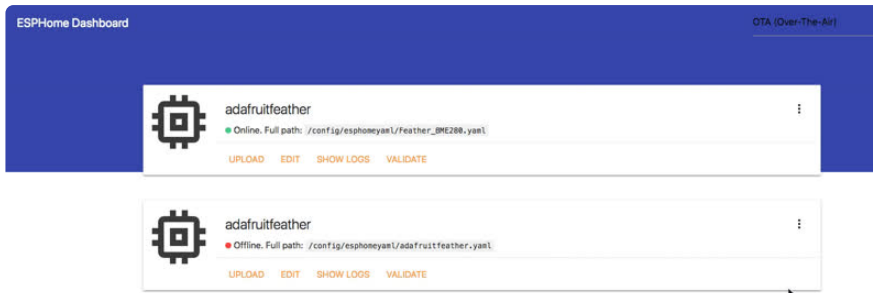 ESPHome Dashboard
OTA (Over-The-Air)
adafruitfeather
Online. Full path: /config/esphomeyaml/Feather_BME280.yaml
UPLOAD EDIT SHOW LOGS VALIDATE
adafruitfeather
Offline. Full path: /config/esphomeyaml/adafruitfeather.yaml
UPLOAD EDIT SHOW LOGS VALIDATE